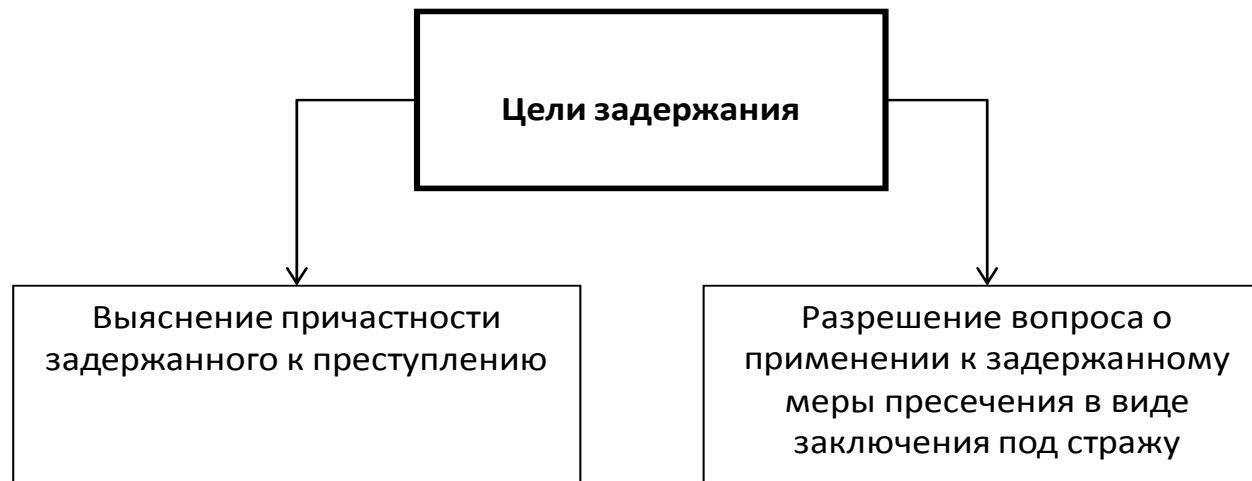 Цели задержания
Выяснение причастности
задержанного к преступлению
Разрешение вопроса о
применении к задержанному
меры пресечения в виде
заключения под стражу